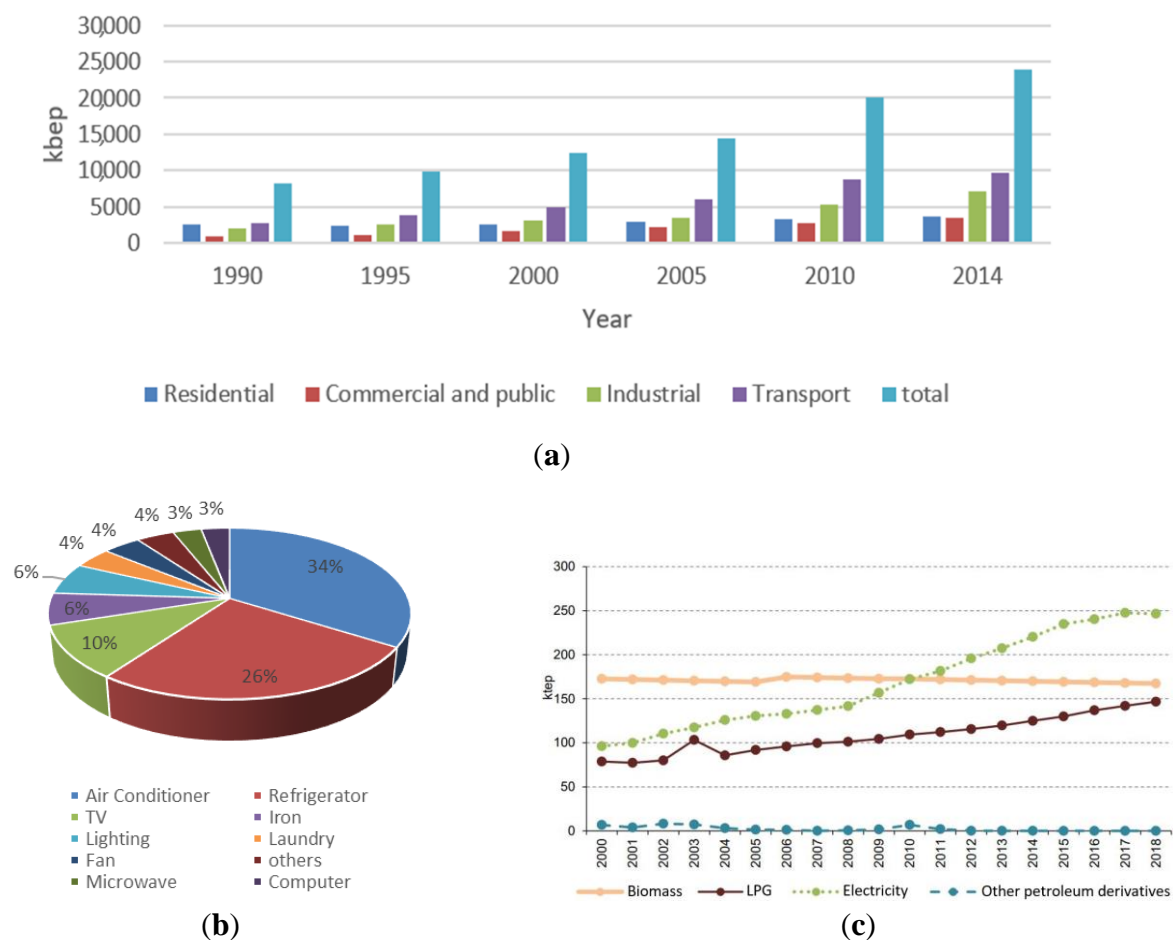 30,000
25,000
20,000
15,000
10,000
5000
0
kbep
1990 1995 2000 2005 2010 2014
Year
Residential Commercial and public Industrial Transport total
(a)
34%
26%
10%
6%
6%
4%
4%
4%
3%
3%
Air Conditioner Refrigerator
TV Iron
Lighting Laundry
Fan others
Microwave Computer
(b)
300
250
200
150
100
50
0
ktep
2000 2001 2002 2003 2004 2005 2006 2007 2008 2009 2010 2011 2012 2013 2014 2015 2016 2017 2018
Biomass LPG Electricity Other petroleum derivatives
(c)